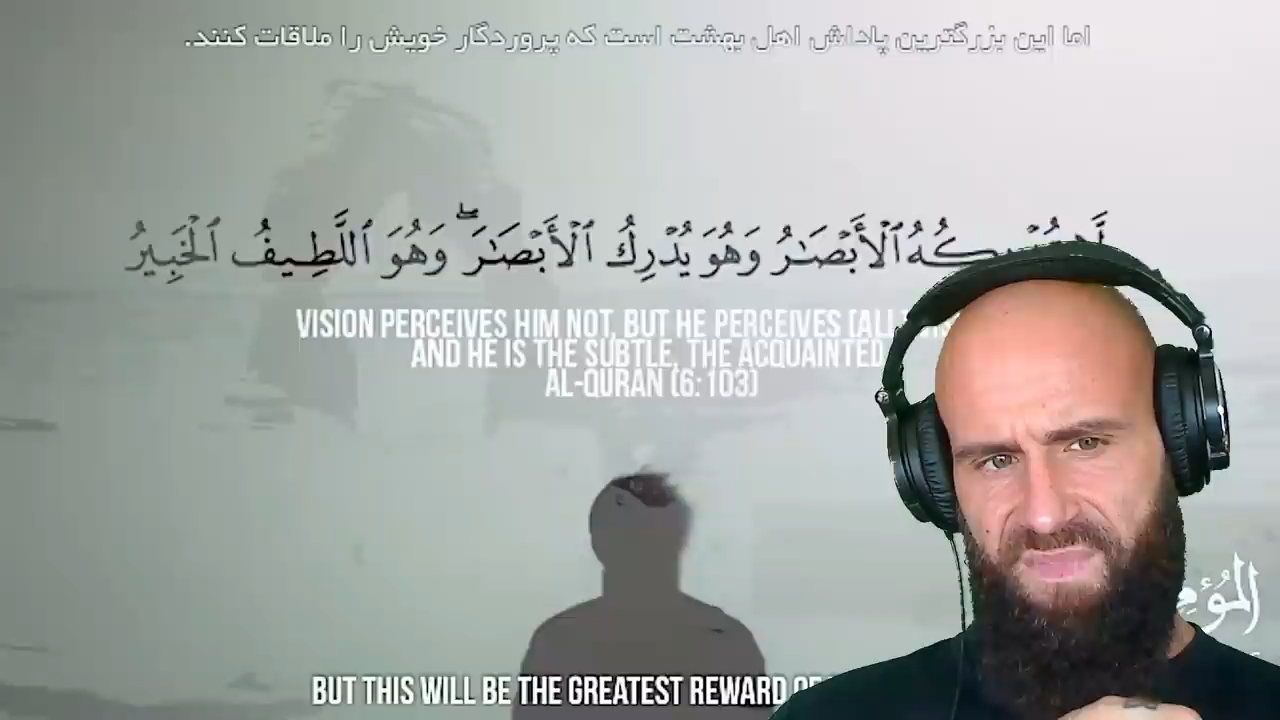 اما این بزرگترین پاداش اهل بهشت است که پروردگار خویش را ملاقات کنند.
ٱلْأَبْصَـٰرُ وَهُوَ يُدْرِكُ ٱلْأَبْصَـٰرَ ۖ وَهُوَ ٱللَّطِيفُ ٱلْخَبِيرُ
VISION PERCEIVES HIM NOT, BUT HE PERCEIVES [ALL]
AND HE IS THE SUBTLE, THE ACQUAINTED
AL-QURAN (6:103)
BUT THIS WILL BE THE GREATEST REWARD